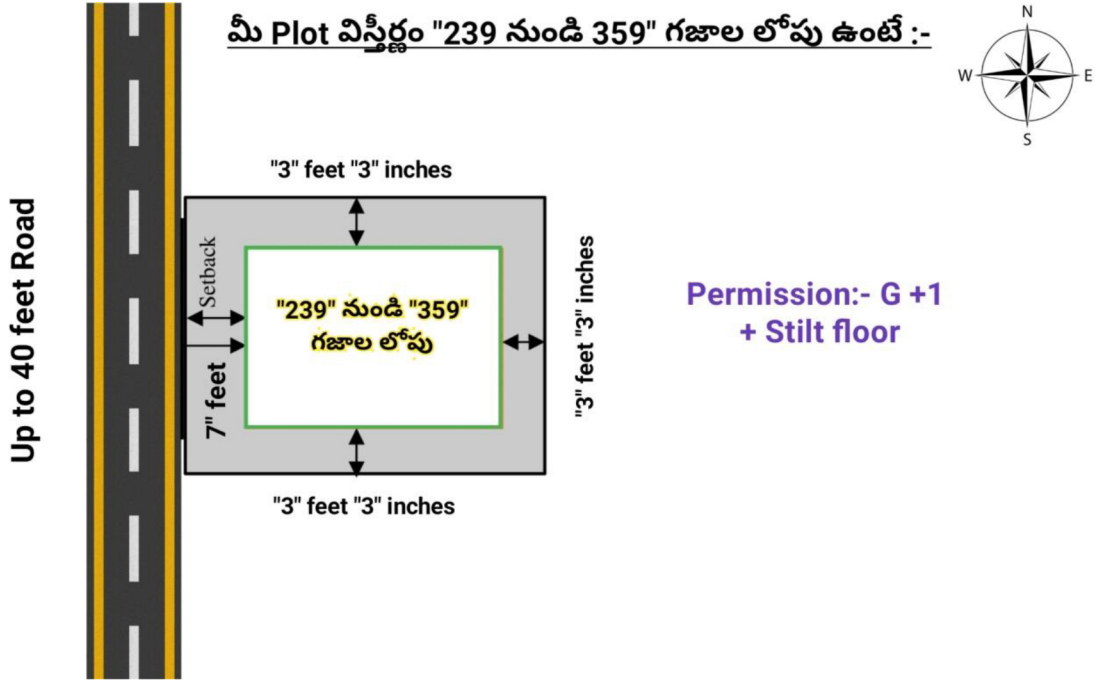 మీ Plot విస్తీర్ణం "239 నుండి 359" గజాల లోపు ఉంటే :-
N
W
E
S
"3" feet "3" inches
Up to 40 feet Road
Setback
"239" నుండి "359"
గజాల లోపు
7" feet
"3" feet "3" inches
Permission:- G +1
+ Stilt floor
"3" feet "3" inches